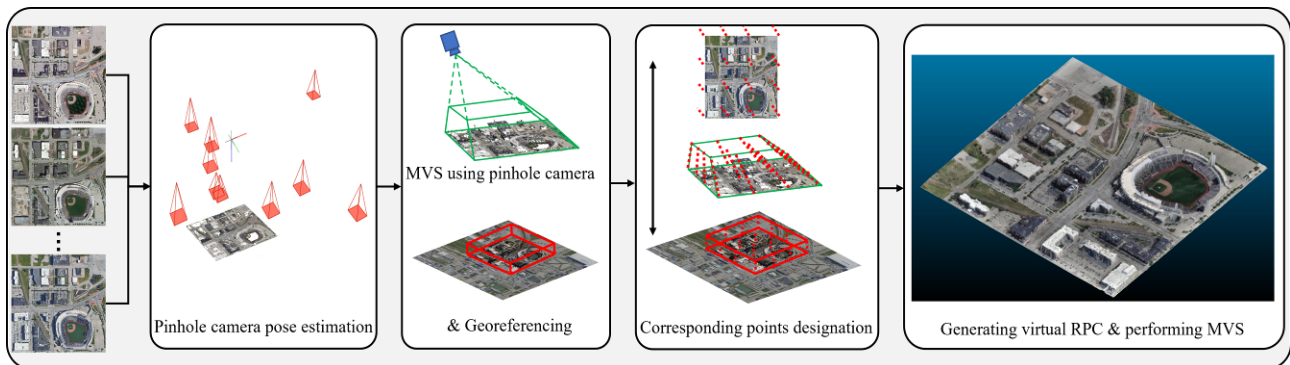 Pinhole camera pose estimation
MVS using pinhole camera
& Georeferencing
Corresponding points designation
Generating virtual RPC & performing MVS